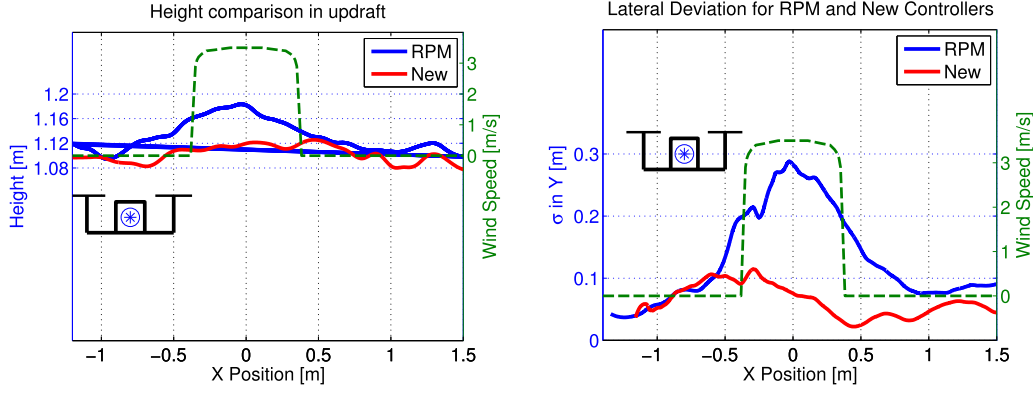 Height comparison in updraft
RPM
New
1.2
1.16
1.12
1.08
Height [m]
3
2
1
0
Wind Speed [m/s]
−1
−0.5
0
0.5
1
1.5
X Position [m]
Lateral Deviation for RPM and New Controllers
RPM
New
0.3
0.2
0.1
0
σ in Y [m]
3
2
1
0
Wind Speed [m/s]
−1
−0.5
0
0.5
1
1.5
X Position [m]